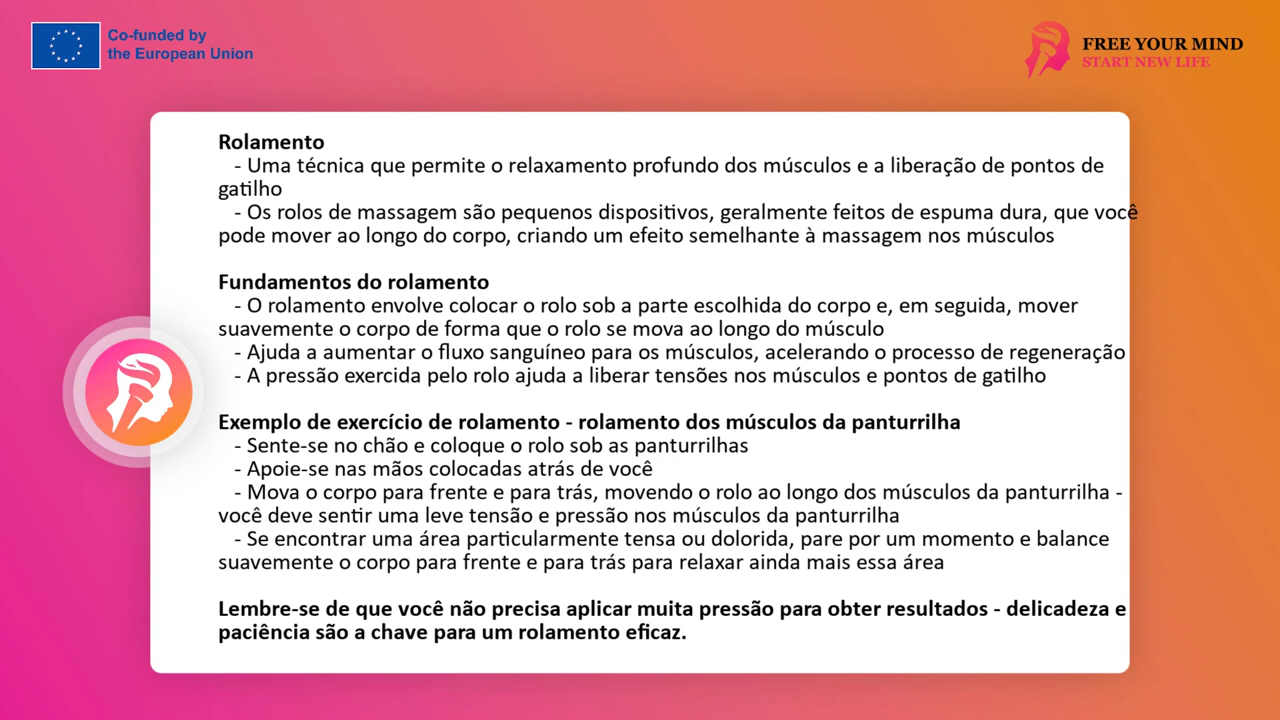 Co-funded by
the European Union
FREE YOUR MIND
START NEW LIFE
Rolamento
- Uma técnica que permite o relaxamento profundo dos músculos e a liberação de pontos de
gatilho
- Os rolos de massagem são pequenos dispositivos, geralmente feitos de espuma dura, que você
pode mover ao longo do corpo, criando um efeito semelhante à massagem nos músculos
Fundamentos do rolamento
- O rolamento envolve colocar o rolo sob a parte escolhida do corpo e, em seguida, mover
suavemente o corpo de forma que o rolo se mova ao longo do músculo
- Ajuda a aumentar o fluxo sanguíneo para os músculos, acelerando o processo de regeneração
- A pressão exercida pelo rolo ajuda a liberar tensões nos músculos e pontos de gatilho
Exemplo de exercício de rolamento - rolamento dos músculos da panturrilha
- Sente-se no chão e coloque o rolo sob as panturrilhas
- Apoie-se nas mãos colocadas atrás de você
- Mova o corpo para frente e para trás, movendo o rolo ao longo dos músculos da panturrilha -
você deve sentir uma leve tensão e pressão nos músculos da panturrilha
- Se encontrar uma área particularmente tensa ou dolorida, pare por um momento e balance
suavemente o corpo para frente e para trás para relaxar ainda mais essa área
Lembre-se de que você não precisa aplicar muita pressão para obter resultados - delicadeza e
paciência são a chave para um rolamento eficaz.